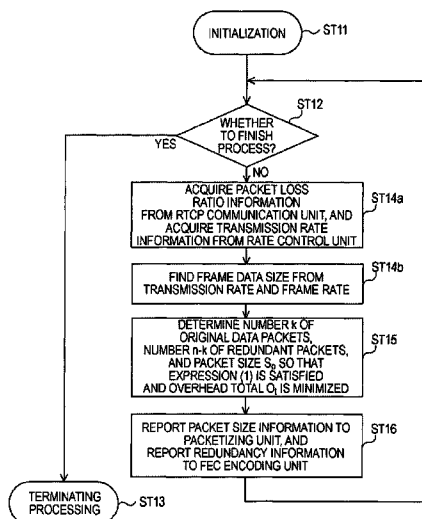 INITIALIZATION
ST11
ST12
WHETHER
TO FINISH
PROCESS?
YES
NO
ACQUIRE PACKET LOSS
RATIO INFORMATION
FROM RTCP COMMUNICATION UNIT, AND
ACQUIRE TRANSMISSION RATE
INFORMATION FROM RATE CONTROL UNIT
ST14a
FIND FRAME DATA SIZE FROM
TRANSMISSION RATE AND FRAME RATE
ST14b
DETERMINE NUMBER k OF
ORIGINAL DATA PACKETS,
NUMBER n-k OF REDUNDANT PACKETS,
AND PACKET SIZE Sp SO THAT
EXPRESSION (1) IS SATISFIED
AND OVERHEAD TOTAL Ot IS MINIMIZED
ST15
REPORT PACKET SIZE INFORMATION TO
PACKETIZING UNIT, AND
REPORT REDUNDANCY INFORMATION
TO FEC ENCODING UNIT
ST16
TERMINATING
PROCESSING
ST13